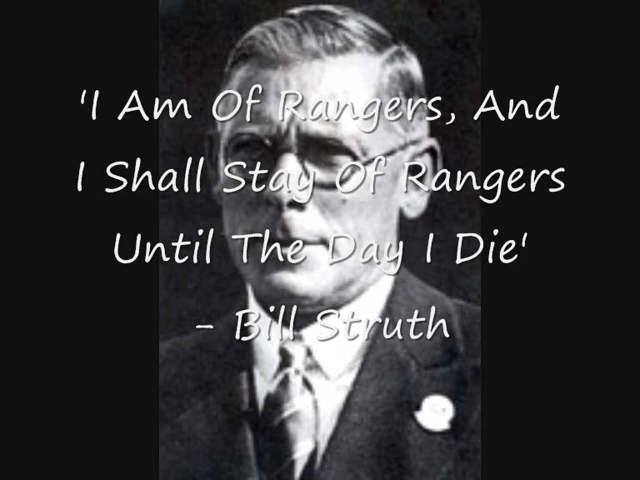 'I Am Of Rangers, And
I Shall Stay Of Rangers
Until The Day I Die'
- Bill Struth